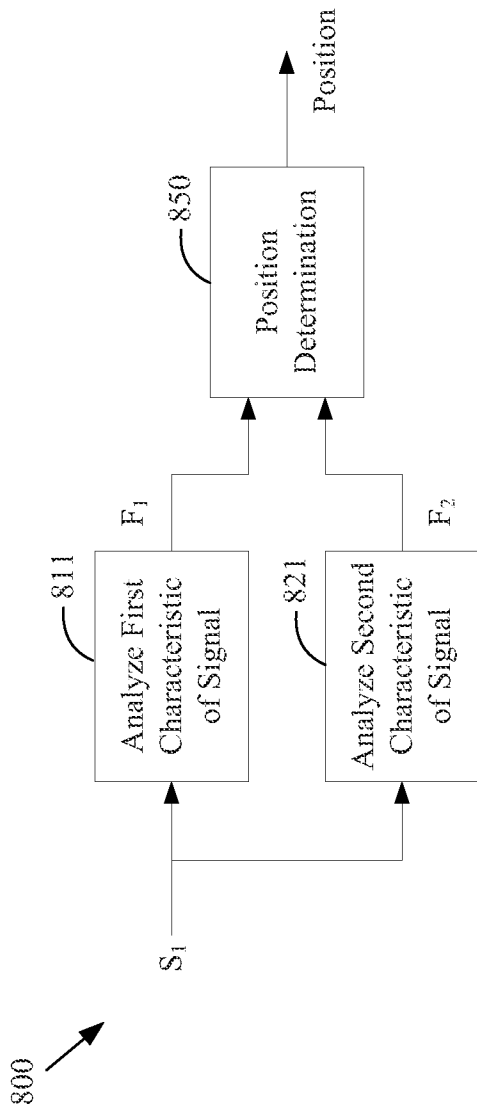 800
S1
811
Analyze First
Characteristic
of Signal
F1
821
Analyze Second
Characteristic
of Signal
F2
850
Position
Determination
Position